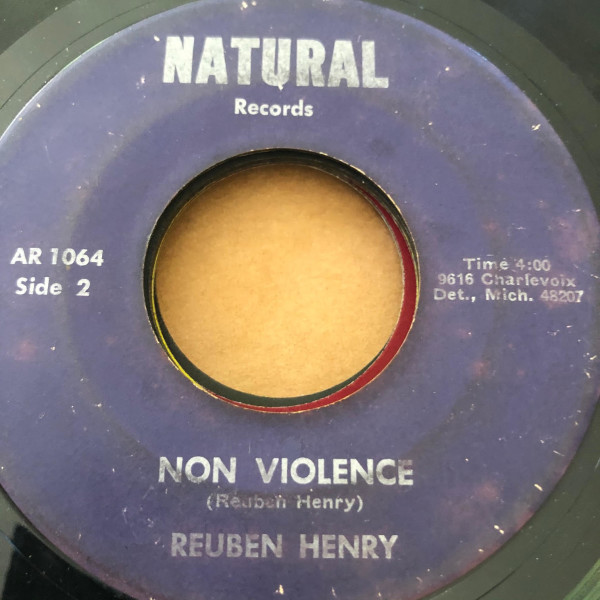 NATURAL
Records
AR 1064
Side 2
Time 4:00
9616 Charlevoix
Det., Mich. 48207
NON VIOLENCE
(Reuben Henry)
REUBEN HENRY